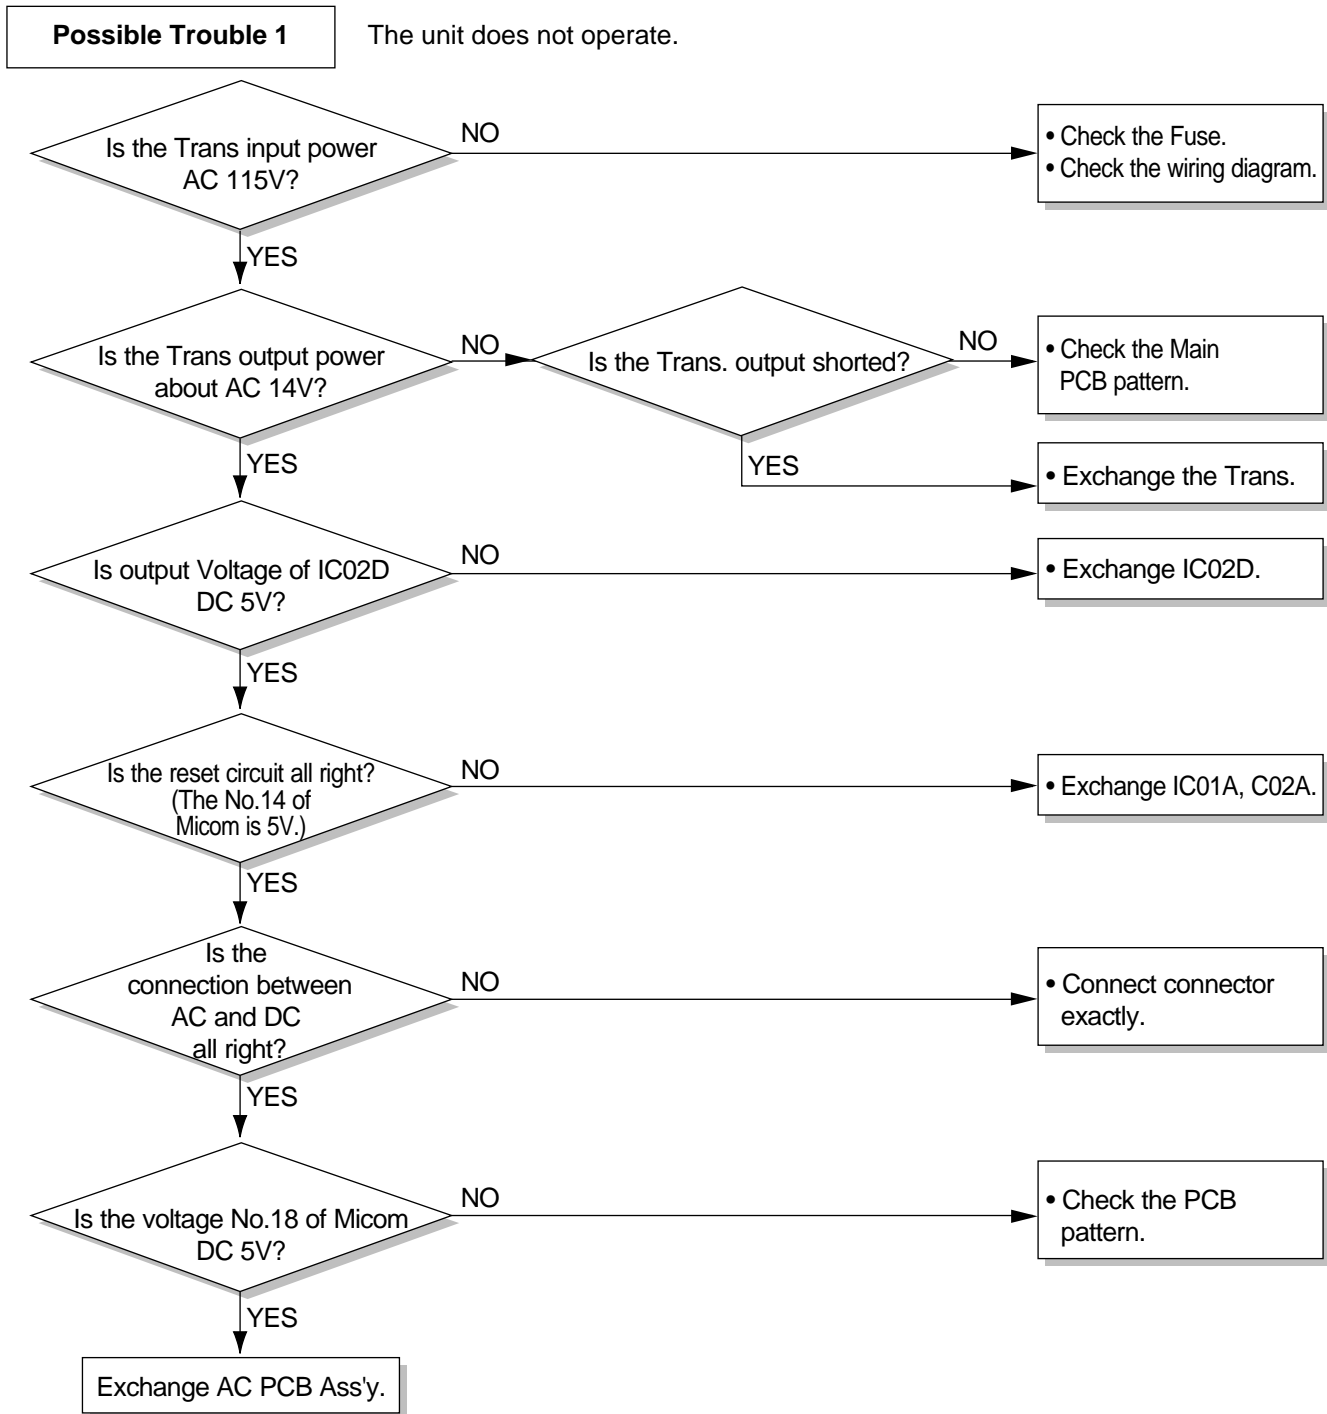 Possible Trouble 1
The unit does not operate.
Is the Trans input power
AC 115V?
NO
• Check the Fuse.
• Check the wiring diagram.
YES
Is the Trans output power
about AC 14V?
NO
Is the Trans. output shorted?
NO
• Check the Main
PCB pattern.
YES
YES
• Exchange the Trans.
Is output Voltage of IC02D
DC 5V?
NO
• Exchange IC02D.
YES
Is the reset circuit all right?
(The No.14 of
Micom is 5V.)
NO
• Exchange IC01A, C02A.
YES
Is the
connection between
AC and DC
all right?
NO
• Connect connector
exactly.
YES
Is the voltage No.18 of Micom
DC 5V?
NO
• Check the PCB
pattern.
YES
Exchange AC PCB Ass'y.